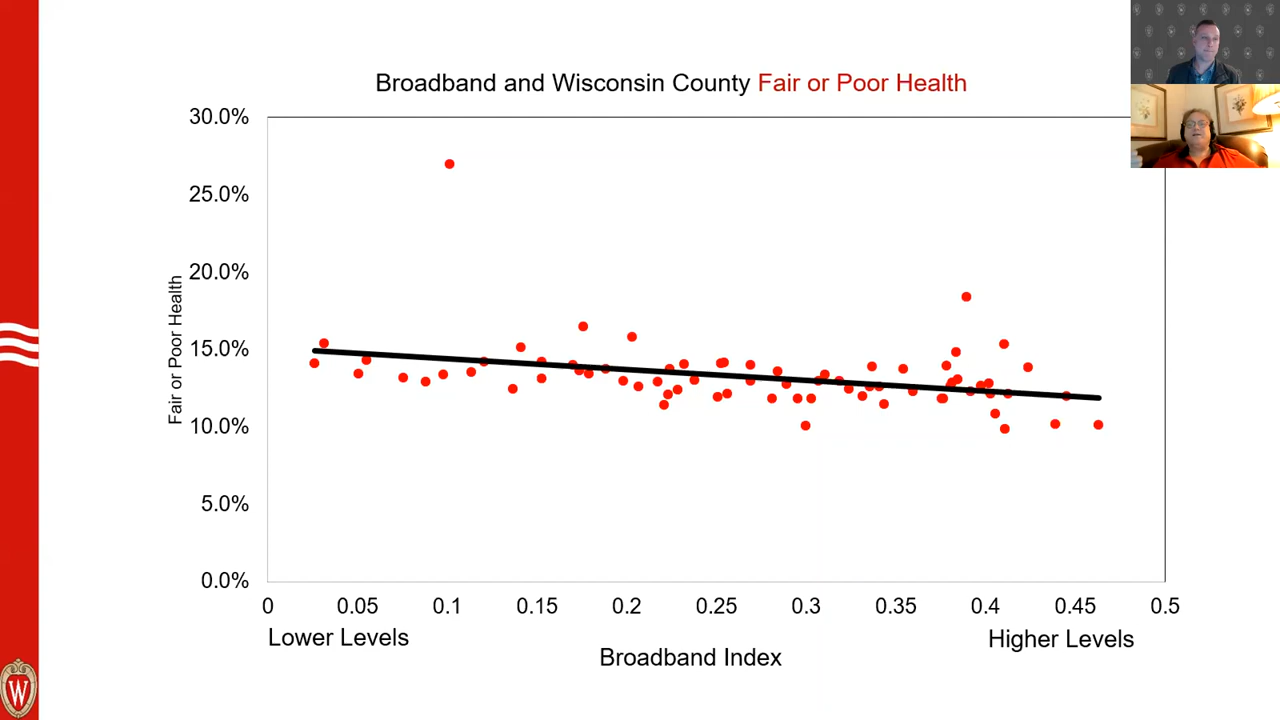 Broadband and Wisconsin County Fair or Poor Health
30.0%
25.0%
20.0%
15.0%
10.0%
5.0%
0.0%
Fair or Poor Health
0 0.05 0.1 0.15 0.2 0.25 0.3 0.35 0.4 0.45 0.5
Lower Levels
Higher Levels
Broadband Index
W